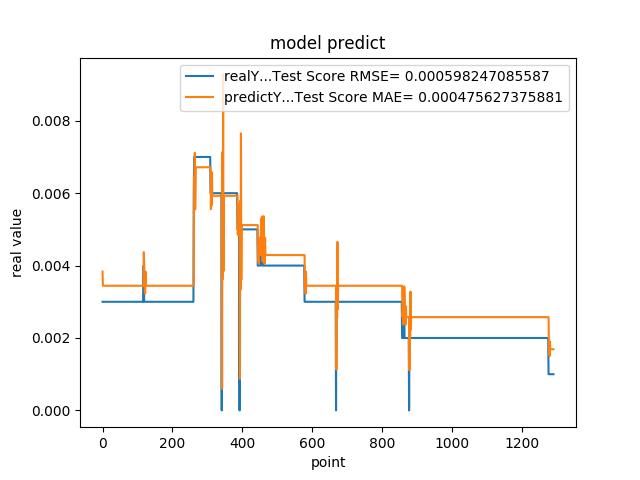 model predict
realY...Test Score RMSE= 0.000598247085587
predictY...Test Score MAE= 0.000475627375881
0.008
0.006
0.004
0.002
0.000
real value
0 200 400 600 800 1000 1200
point